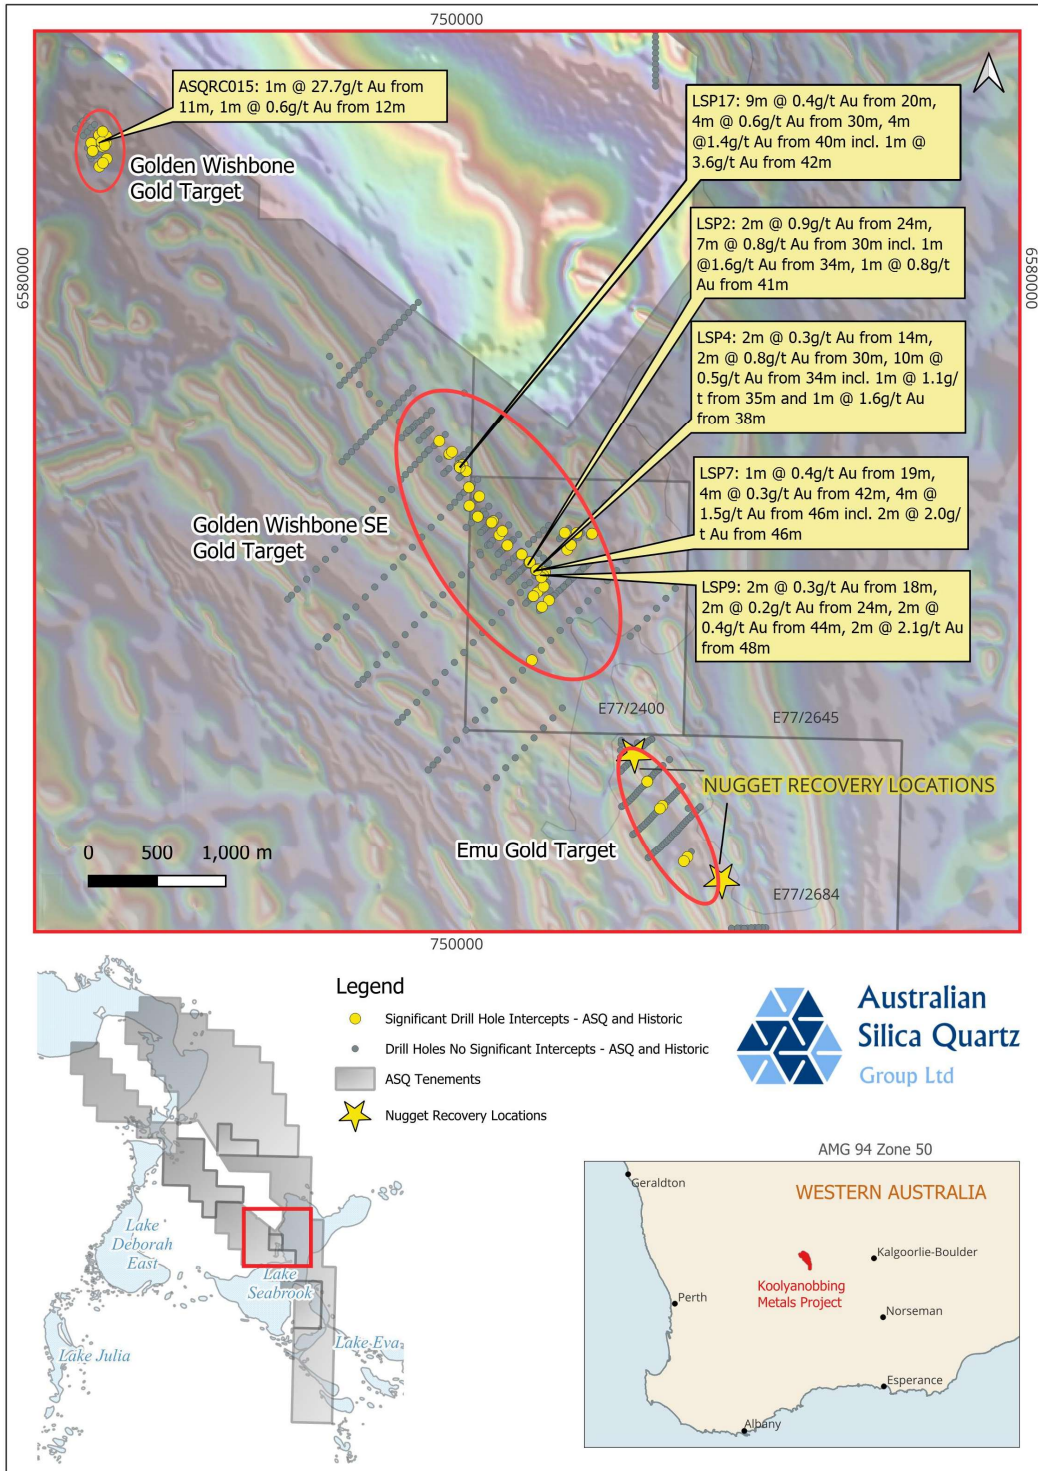 750000
ASQRC015: 1m @ 27.7g/t Au from
11m, 1m @ 0.6g/t Au from 12m
Golden Wishbone
Gold Target
LSP17: 9m @ 0.4g/t Au from 20m,
4m @ 0.6g/t Au from 30m, 4m
@1.4g/t Au from 40m incl. 1m @
3.6g/t Au from 42m
LSP2: 2m @ 0.9g/t Au from 24m,
7m @ 0.8g/t Au from 30m incl. 1m
@1.6g/t Au from 34m, 1m @ 0.8g/t
Au from 41m
6580000
6580000
LSP4: 2m @ 0.3g/t Au from 14m,
2m @ 0.8g/t Au from 30m, 10m @
0.5g/t Au from 34m incl. 1m @ 1.1g/
t from 35m and 1m @ 1.6g/t Au
from 38m
LSP7: 1m @ 0.4g/t Au from 19m,
4m @ 0.3g/t Au from 42m, 4m @
1.5g/t Au from 46m incl. 2m @ 2.0g/
t Au from 46m
Golden Wishbone SE
Gold Target
LSP9: 2m @ 0.3g/t Au from 18m,
2m @ 0.2g/t Au from 24m, 2m @
0.4g/t Au from 44m, 2m @ 2.1g/t Au
from 48m
E77/2400
E77/2645
NUGGET RECOVERY LOCATIONS
Emu Gold Target
0 500 1,000 m
E77/2684
750000
Legend
Significant Drill Hole Intercepts - ASQ and Historic
Drill Holes No Significant Intercepts - ASQ and Historic
ASQ Tenements
Nugget Recovery Locations
Australian
Silica Quartz
Group Ltd
Lake
Deborah
East
Lake
Seabrook
Lake Eva
Lake Julia
AMG 94 Zone 50
Geraldton
WESTERN AUSTRALIA
Kalgoorlie-Boulder
Koolyanobbing
Metals Project
Perth
Norseman
Esperance
Albany